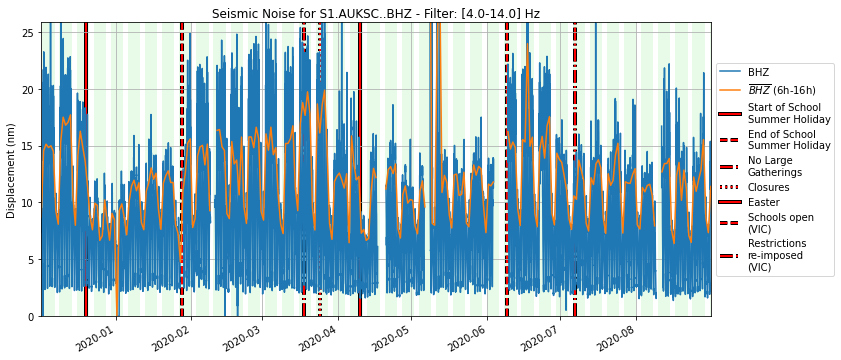 Seismic Noise for S1.AUKSC..BHZ - Filter: [4.0-14.0] Hz
Displacement (nm)
25
20
15
10
5
0
2020-01
2020-02
2020-03
2020-04
2020-05
2020-06
2020-07
2020-08
BHZ
BHZ (6h-16h)
Start of School
Summer Holiday
End of School
Summer Holiday
No Large
Gatherings
Closures
Easter
Schools open
(VIC)
Restrictions
re-imposed
(VIC)